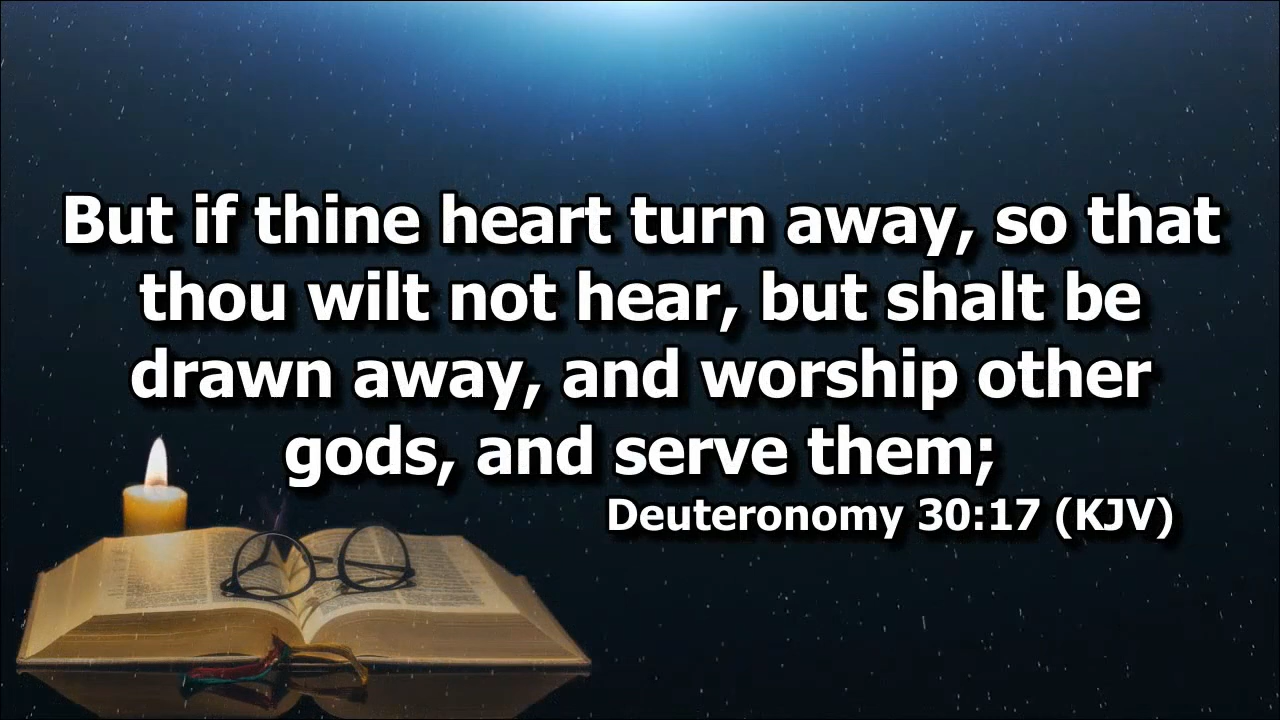 But if thine heart turn away, so that
thou wilt not hear, but shalt be
drawn away, and worship other
gods, and serve them;
Deuteronomy 30:17 (KJV)